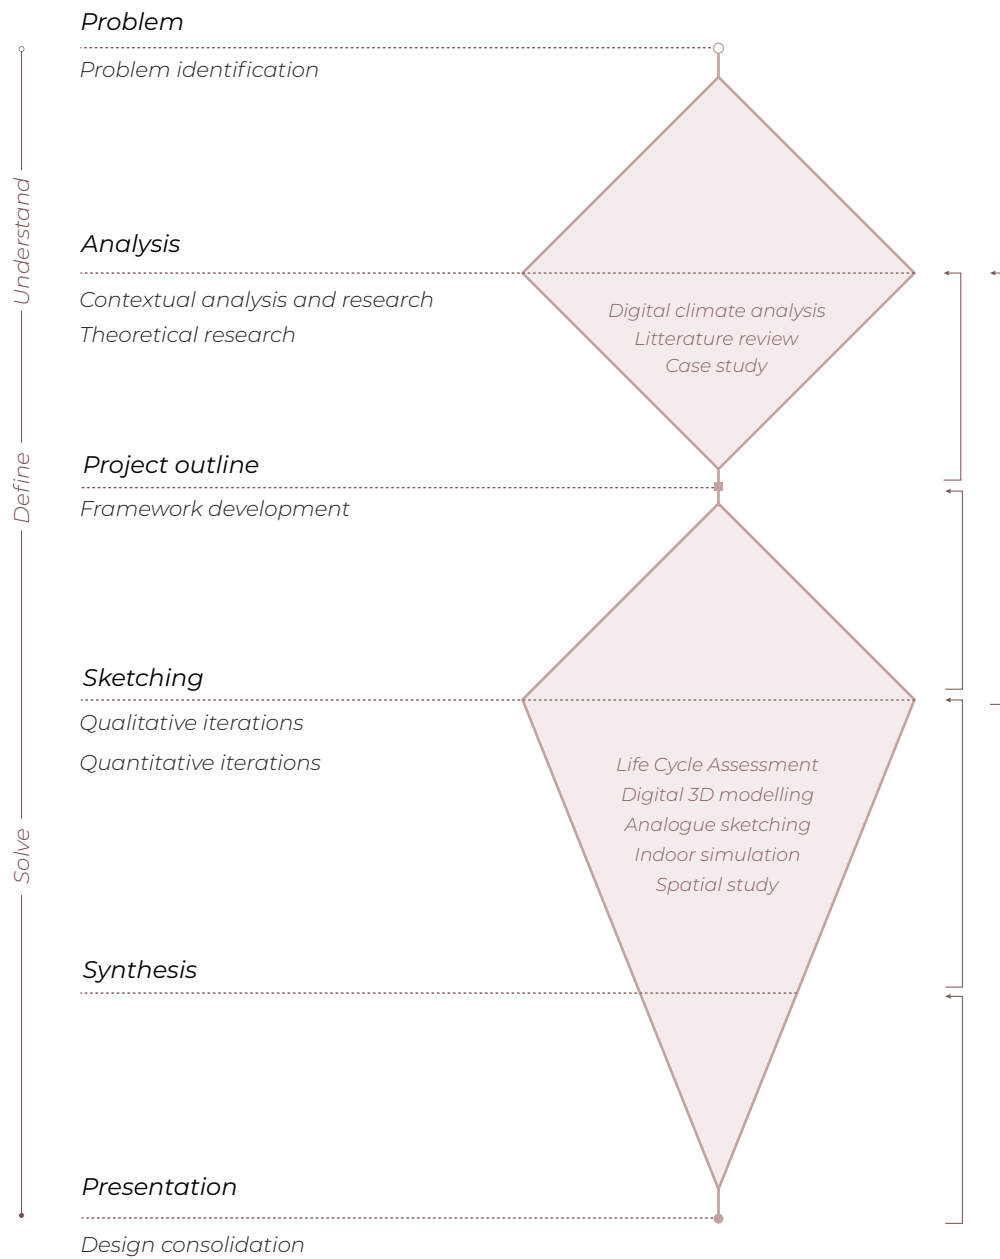 Problem
Problem identification
Understand
Analysis
Contextual analysis and research
Theoretical research
Digital climate analysis
Litterature review
Case study
Define
Project outline
Framework development
Sketching
Qualitative iterations
Quantitative iterations
Life Cycle Assessment
Digital 3D modelling
Analogue sketching
Indoor simulation
Spatial study
Solve
Synthesis
Presentation
Design consolidation